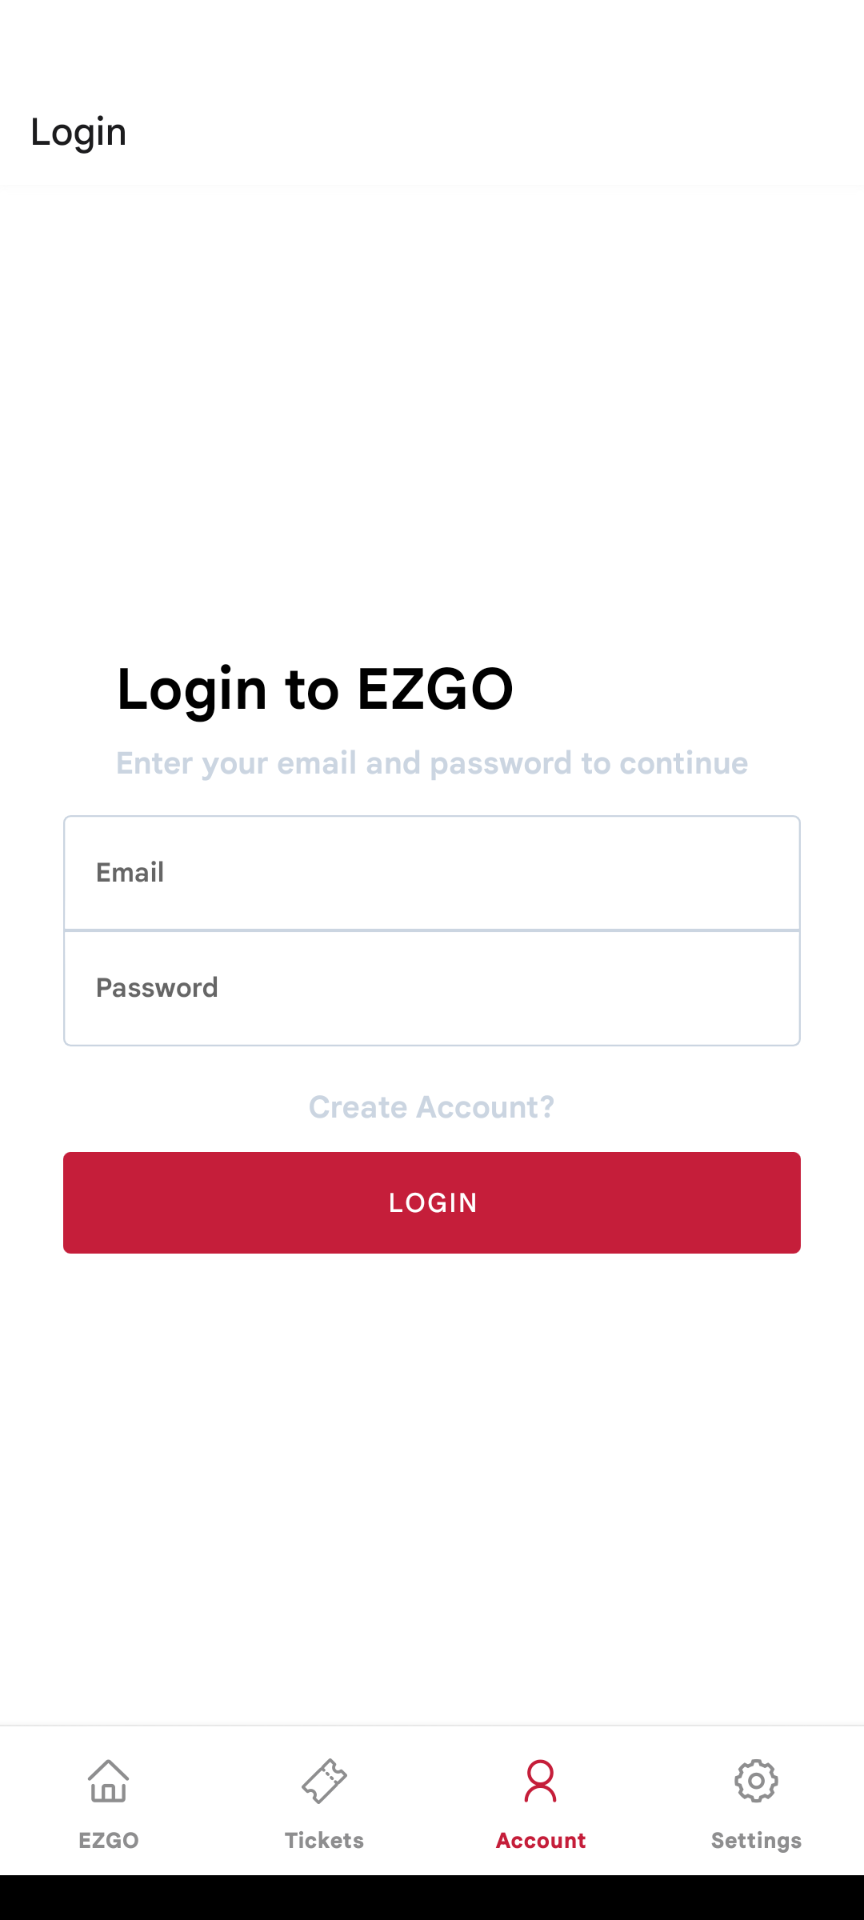 Login
Login to EZGO
Enter your email and password to continue
Email
Password
Create Account?
LOGIN
EZGO
Tickets
Account
Settings